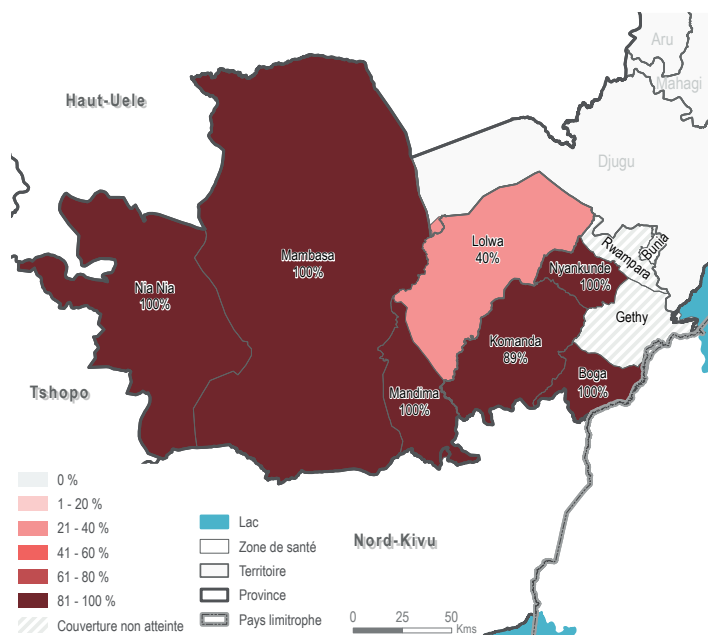 Aru
Mahagi
Haut-Uele
Djugu
Lolwa
40%
Rwampara
Bunia
Mambasa
100%
Nyankunde
100%
Nia Nia
100%
Gethy
Komanda
89%
Boga
100%
Mandima
100%
Tshopo
0 %
1 - 20 %
21 - 40 %
41 - 60 %
61 - 80 %
81 - 100 %
Couverture non atteinte
Lac
Zone de santé
Territoire
Province
Pays limitrophe
Nord-Kivu
0 25 50
Kms